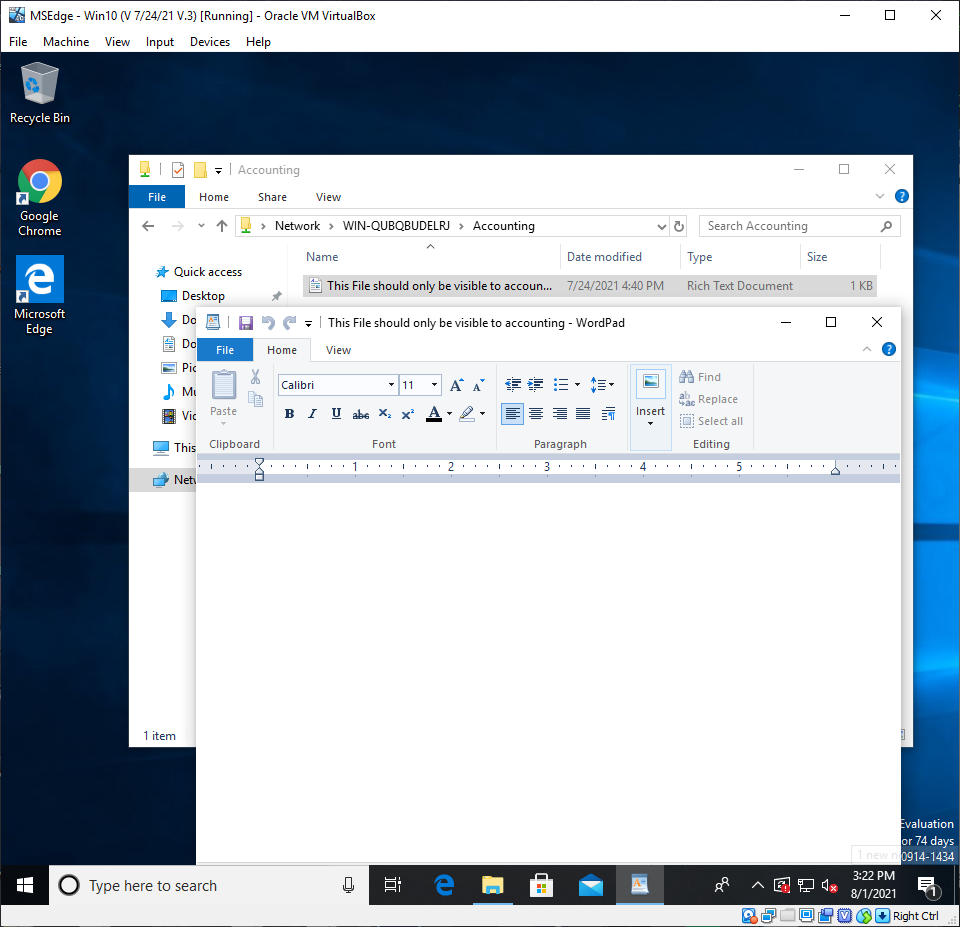 MSEdge - Win10 (V 7/24/21 V.3) [Running] - Oracle VM VirtualBox
File Machine View Input Devices Help
Recycle Bin
Google
Chrome
Microsoft
Edge
Accounting
File Home Share View
Network > WIN-QUBQBUDELRJ > Accounting
Search Accounting
Name Date modified Type Size
This File should only be visible to accoun... 7/24/2021 4:40 PM Rich Text Document 1 KB
Quick access
Desktop
Do
Do
Pic
Mu
Vic
This
Netw
1 item
This File should only be visible to accounting - WordPad
File Home View
Paste
Calibri 11
B I U abc X₂ X² A
Insert
Find
Replace
Select all
Clipboard Font Paragraph Editing
1 2 3 4 5
Evaluation
or 74 days
1 new n
0914-1434
Type here to search
3:22 PM
8/1/2021
1
Right Ctrl